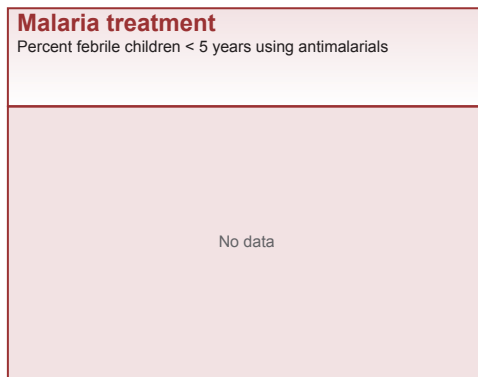 Malaria treatment
Percent febrile children < 5 years using antimalarials
No data